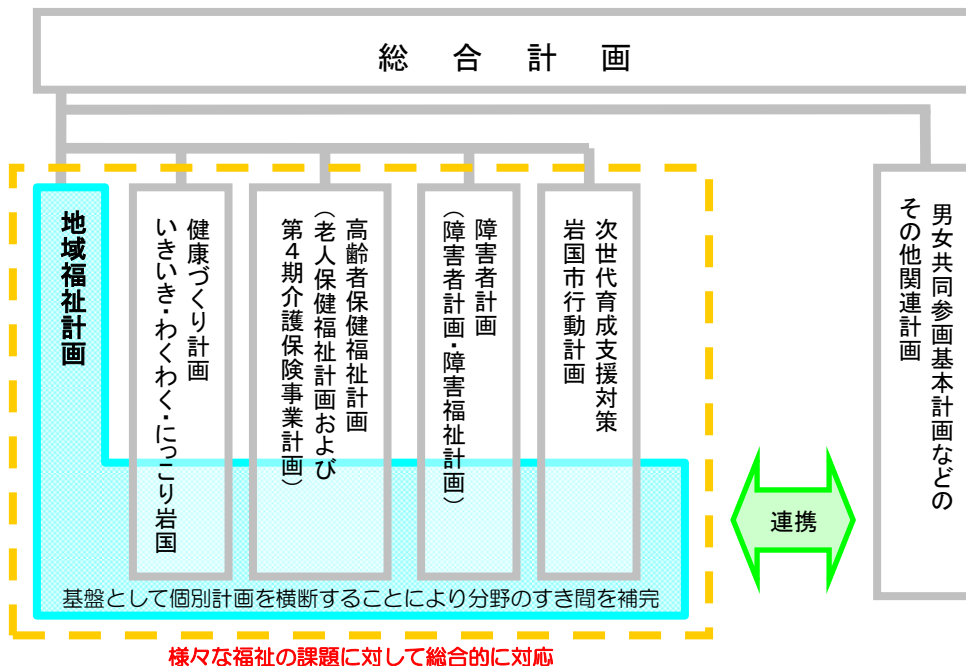 総合計画
地域福祉計画
健康づくり計画
いきいき・わくわく・にっこり岩国
高齢者保健福祉計画
（老人保健福祉計画および
第４期介護保険事業計画）
障害者計画
（障害者計画・障害福祉計画）
次世代育成支援対策
岩国市行動計画
男女共同参画基本計画などの
その他関連計画
連携
基盤として個別計画を横断することにより分野のすき間を補完
様々な福祉の課題に対して総合的に対応